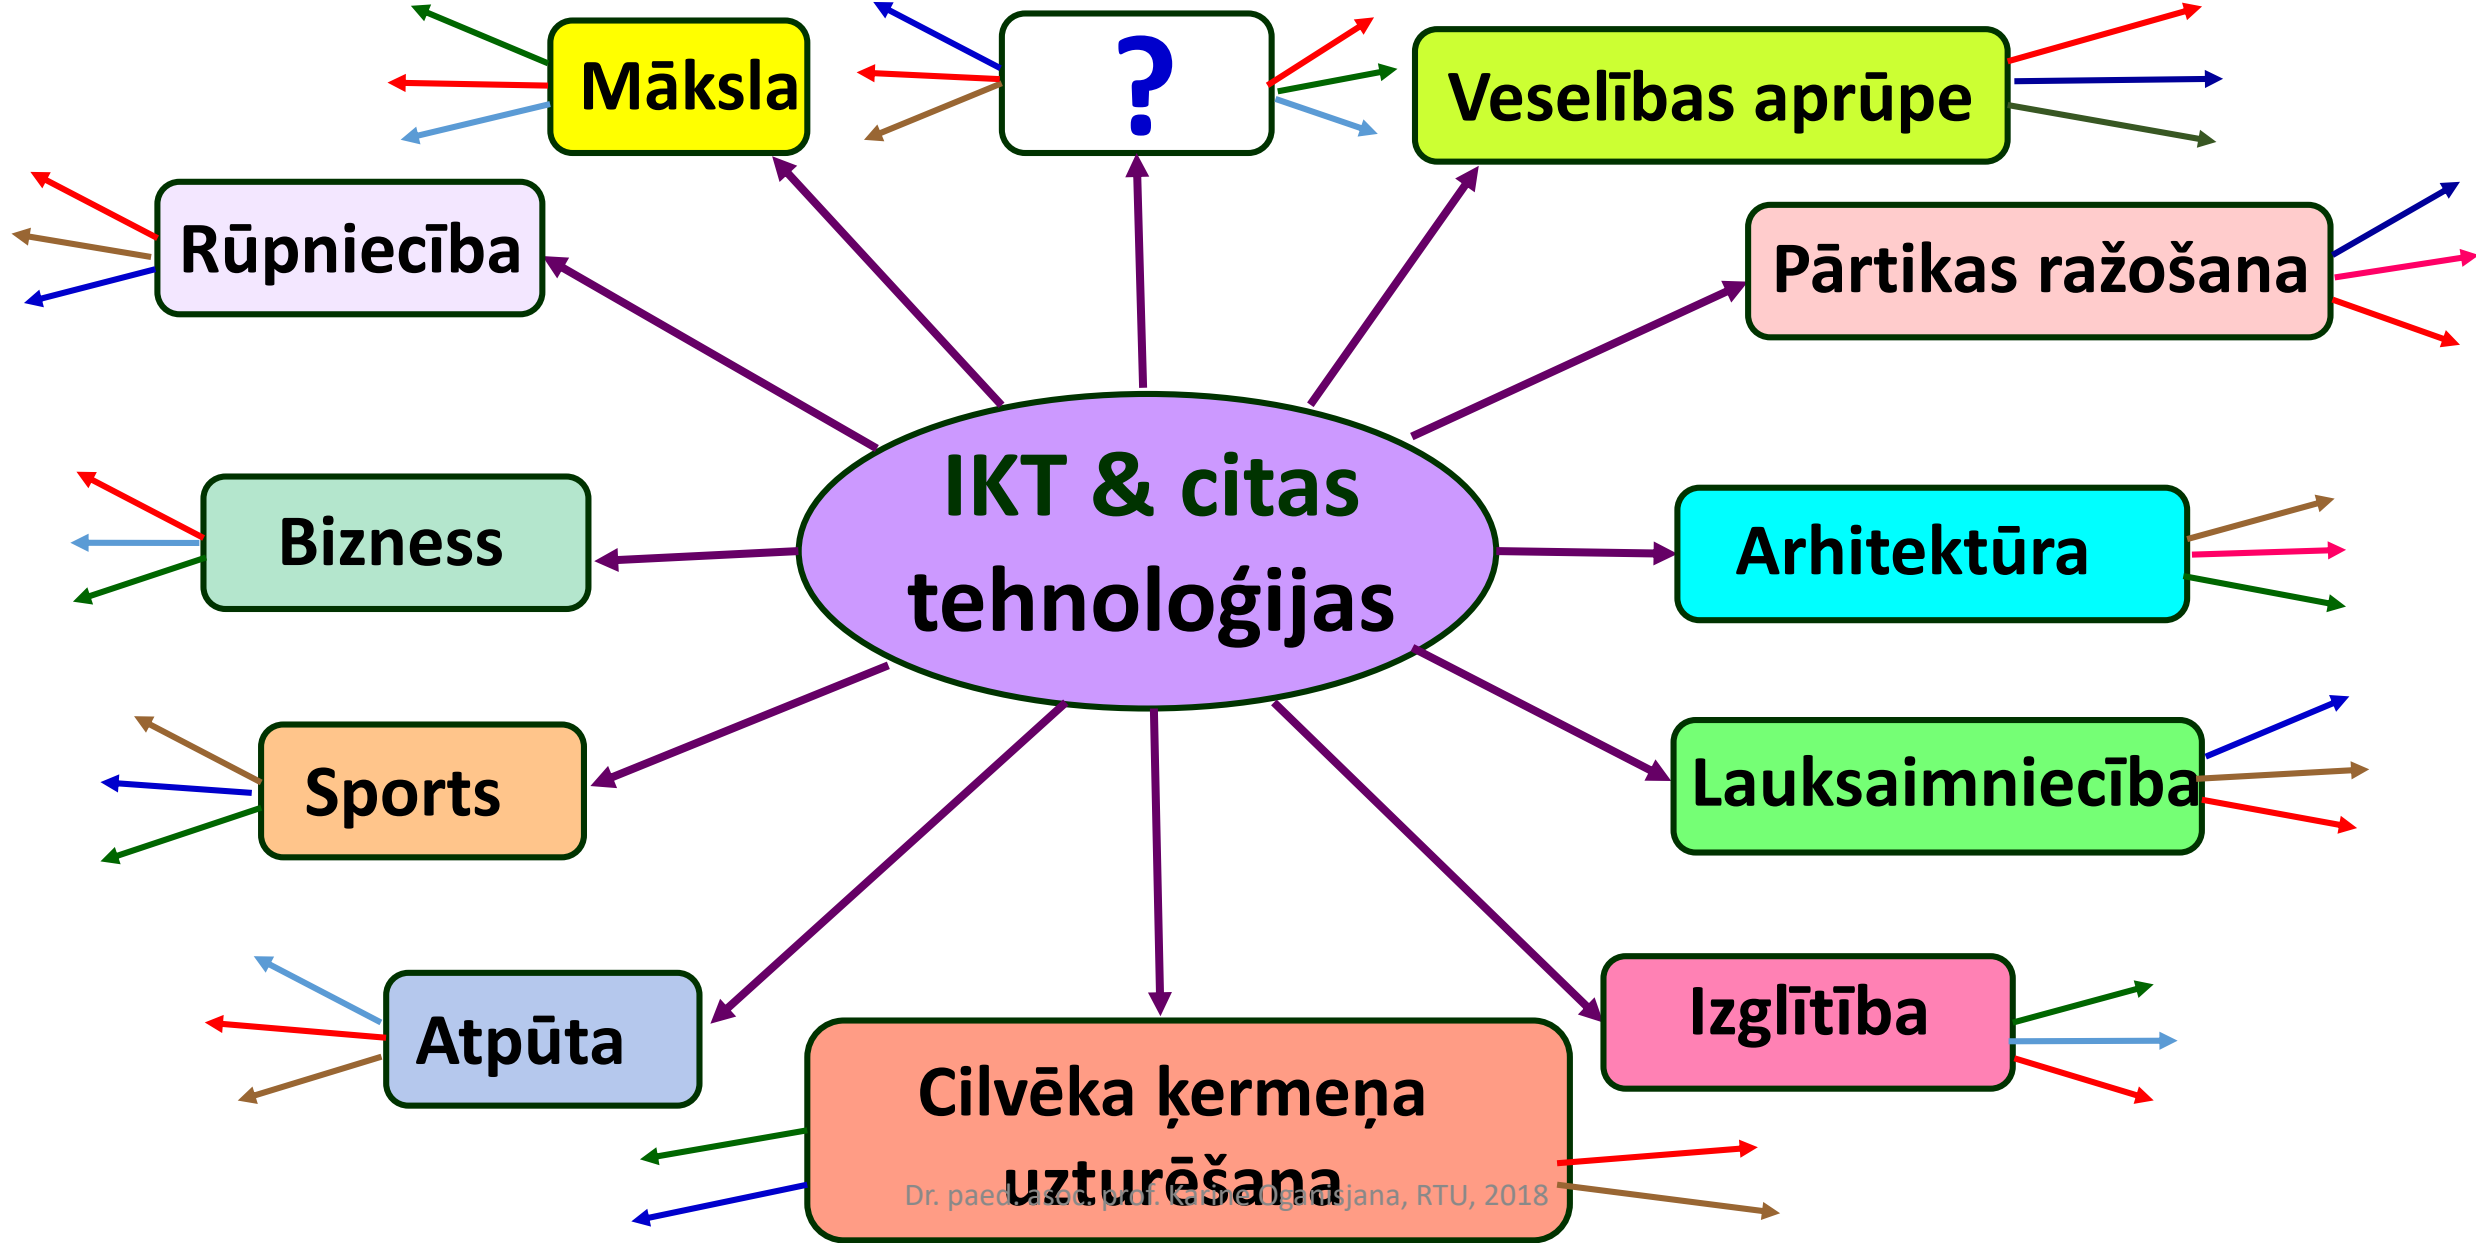 Māksla
?
Veselības aprūpe
Rūpniecība
Pārtikas ražošana
IKT & citas
tehnoloģijas
Bizness
Arhitektūra
Sports
Lauksaimniecība
Atpūta
Izglītība
Cilvēka ķermeņa
uzturēšana
Dr. paed. asoc. prof. Karine Oganisjana, RTU, 2018